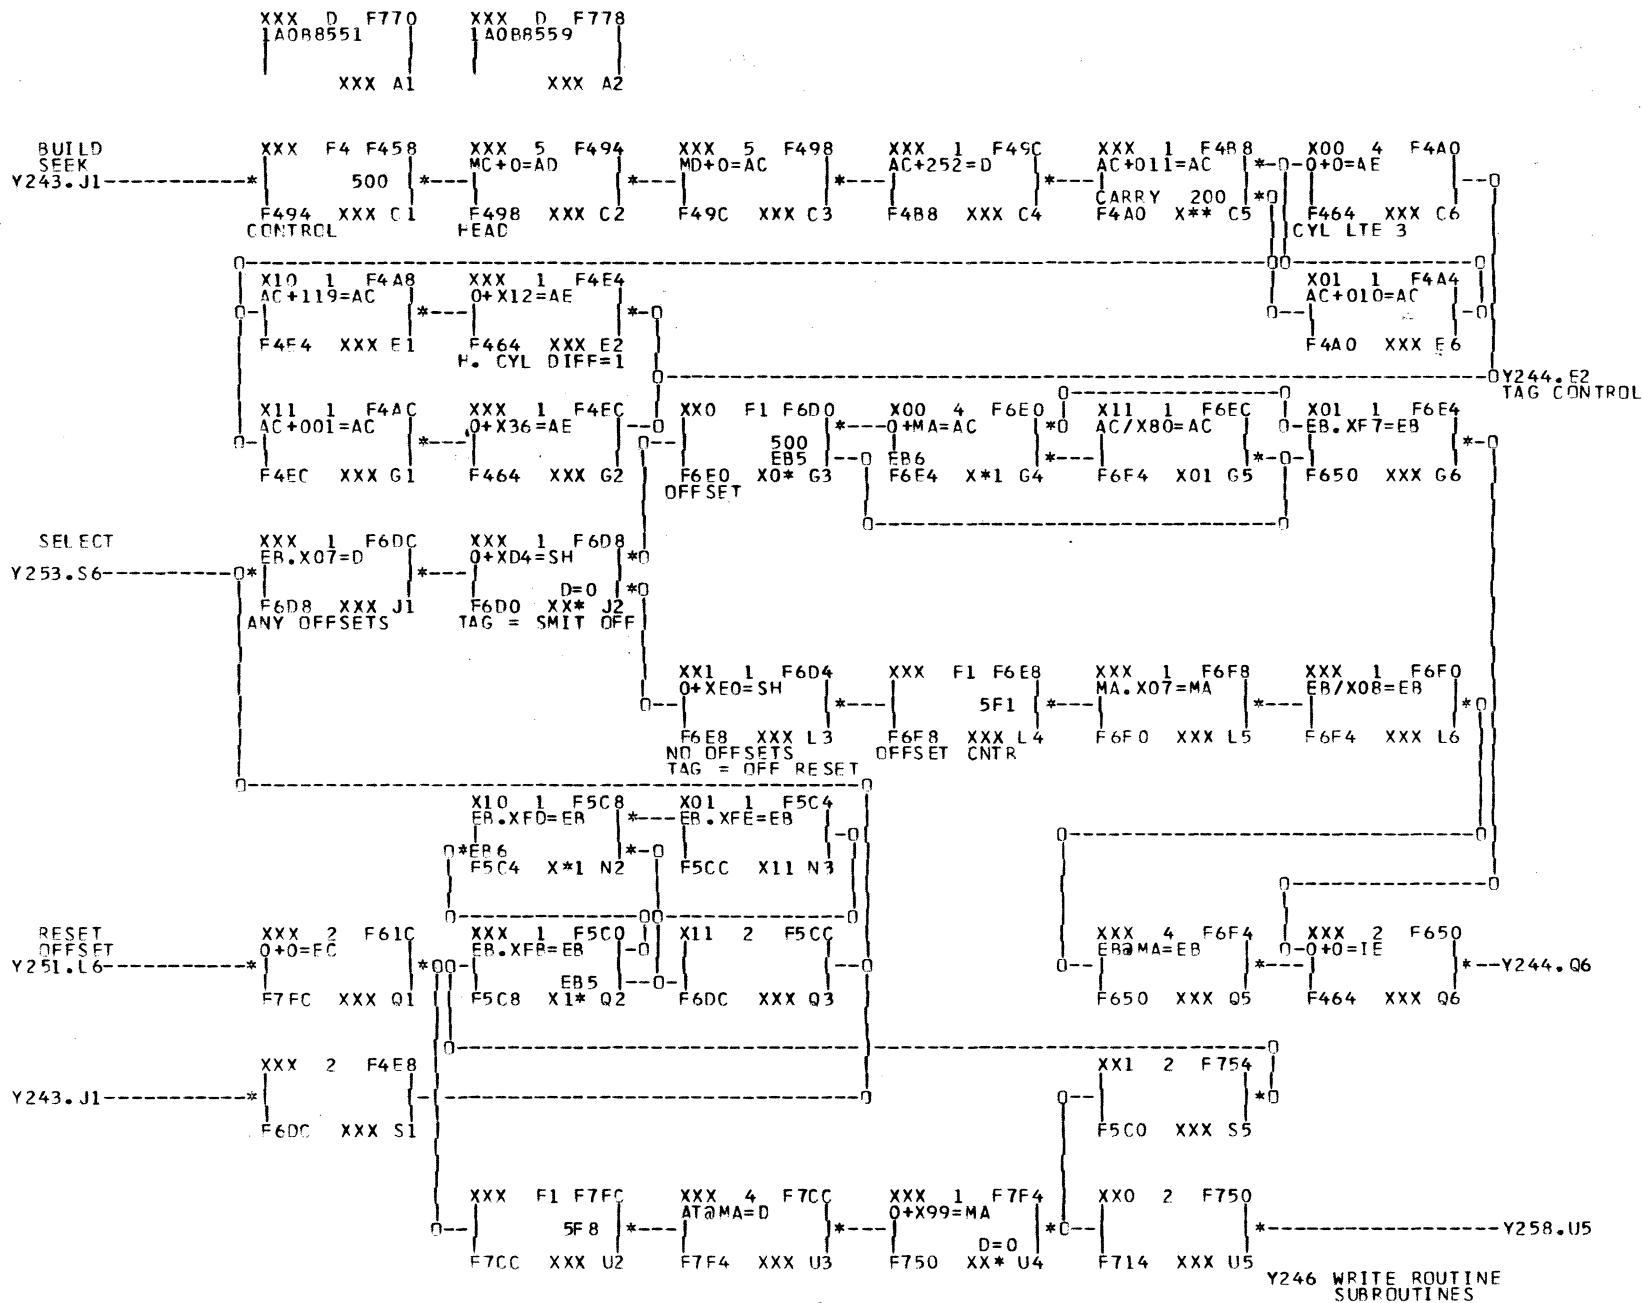 XXX D F770 XXX D F778
1A0B8551 1A0B8559
XXX A1 XXX A2
BUILD XXX F4 F458 XXX 5 F494 XXX 5 F498 XXX 1 F49C XXX 1 F4B8 X00 4 F4A0
SEEK MC+0=AD MD+0=AC AC+252=D AC+011=AC *-0-0+0=AE
Y243.J1-----------* 500 *--- *--- *--- *--- --0
CARRY 200 *0
F494 XXX C1 F498 XXX C2 F49C XXX C3 F4B8 XXX C4 F4A0 X** C5 F464 XXX C6
CONTROL HEAD CYL LTE 3
X10 1 F4A8 XXX 1 F4E4 X01 1 F4A4
AC+119=AC 0+X12=AE AC+010=AC
F4E4 XXX E1 F464 XXX E2 F4A0 XXX E6
H. CYL DIFF=1
Y244.E2
TAG CONTROL
X11 1 F4AC XXX 1 F4EC XX0 F1 F6D0 X00 4 F6E0 X11 1 F6EC X01 1 F6E4
AC+001=AC 0+X36=AE *---0+MA=AC *0 AC/X80=AC 0-EB.XF7=EB
500
EB5--0 EB6
F4EC XXX G1 F464 XXX G2 F6E0 X0* G3 F6E4 X*1 G4 F6F4 X01 G5 F650 XXX G6
OFFSET
SELECT XXX 1 F6DC XXX 1 F6D8
EB.X07=D 0+XD4=SH
Y253.S6-----------0*
D=0 *0
F6D8 XXX J1 F6D0 XX* J2
ANY OFFSETS TAG = SMIT OFF
XX1 1 F6D4 XXX F1 F6E8 XXX 1 F6F8 XXX 1 F6F0
0+XE0=SH MA.X07=MA EB/X08=EB
5F1
F6E8 XXX L3 F6F8 XXX L4 F6F0 XXX L5 F6F4 XXX L6
NO OFFSETS OFFSET CNTR
TAG = OFF RESET
X10 1 F5C8 X01 1 F5C4
EB.XFD=EB *---EB.XFE=EB
0*EB6 *-0
F5C4 X*1 N2 F5CC X11 N3
RESET XXX 2 F61C XXX 1 F5C0 X11 2 F5CC XXX 4 F6F4 XXX 2 F650
OFFSET 0+0=FC EB.XFB=EB EB@MA=EB 0-0+0=IE
Y251.L6-----------* *00- *--Y244.Q6
EB5--0-
F7FC XXX Q1 F5C8 X1* Q2 F6DC XXX Q3 F650 XXX Q5 F464 XXX Q6
XXX 2 F4E8 XX1 2 F754
Y243.J1-----------*
F6DC XXX S1 F5C0 XXX S5
XXX F1 F7FC XXX 4 F7CC XXX 1 F7F4 XX0 2 F750
AT@MA=D 0+X99=MA
5F8 *--- *--- *0-- *-------------------Y258.U5
D=0
F7CC XXX U2 F7F4 XXX U3 F750 XX* U4 F714 XXX U5
Y246 WRITE ROUTINE
SUBROUTINES